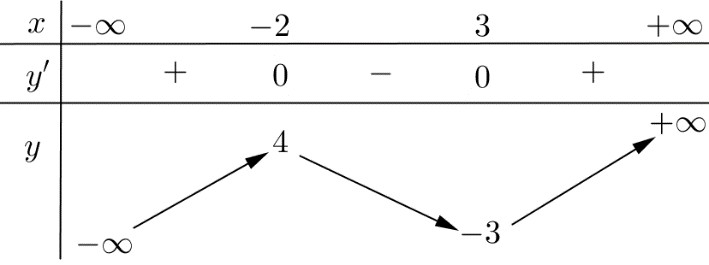 x −∞ −2 3 +∞
y′ + 0 − 0 +
+∞
y 4
−3
−∞